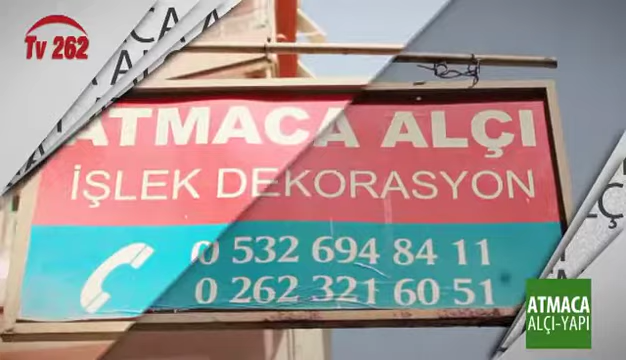 Tv 262
ATMACA ALÇI
İŞLEK DEKORASYON
0 532 694 84 11
0 262 321 60 51
ATMACA
ALÇI-YAPI